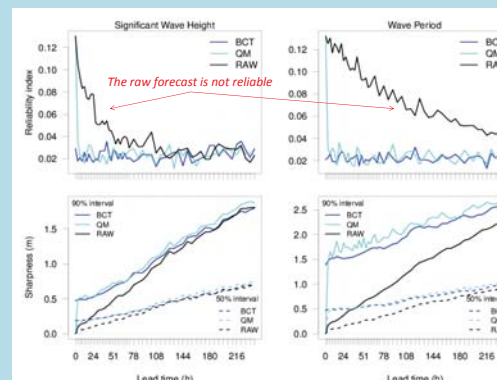 Significant Wave Height
Reliability index
0.12
0.10
0.08
0.06
0.04
0.02
BCT
QM
RAW
Wave Period
0.12
0.10
0.08
0.06
0.04
0.02
QM
RAW
The raw forecast is not reliable
Sharpness (m)
1.5
1.0
0.5
0.0
90% interval
BCT
QM
RAW
50% interval
BCT
QM
RAW
0 24 51 78 108 144 180 216
Lead time (h)
2.5
2.0
1.5
1.0
0.5
0.0
90% interval
BCT
QM
RAW
50% interval
QM
0 24 51 78 108 144 180 216
Lead time (h)